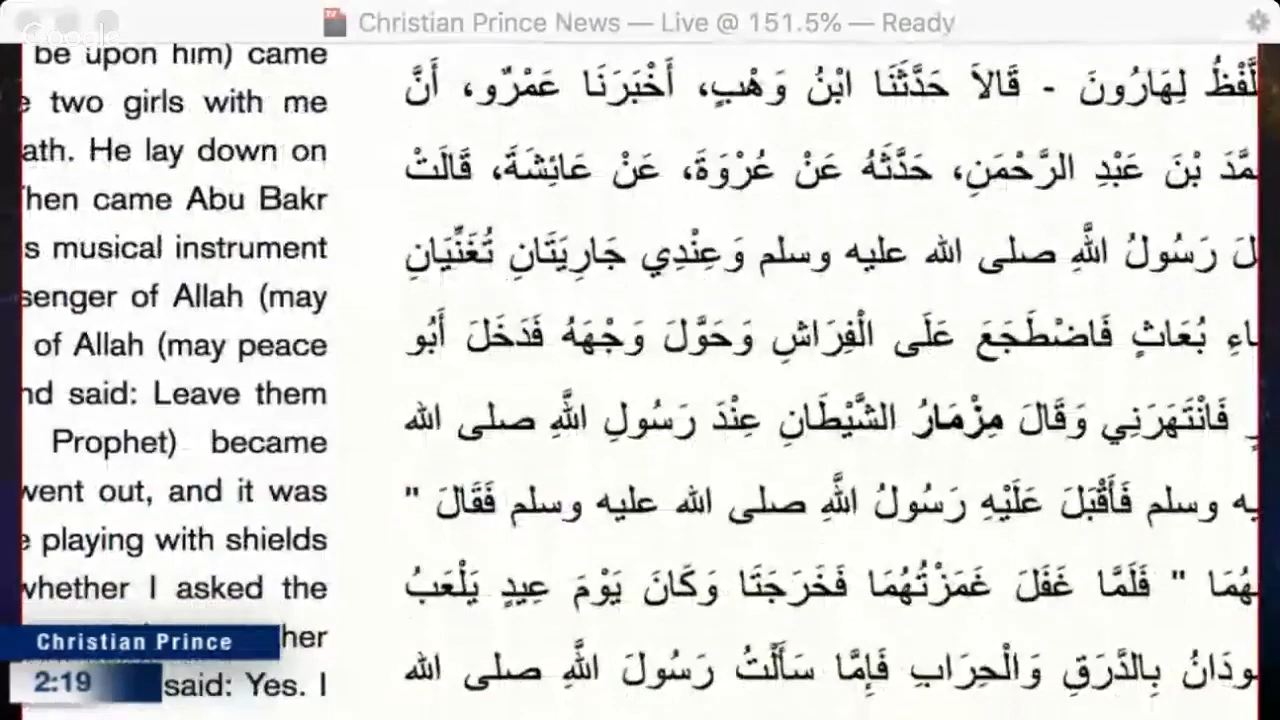 Christian Prince News — Live @ 151.5% — Ready
Google
be upon him) came
two girls with me
ath. He lay down on
hen came Abu Bakr
s musical instrument
senger of Allah (may
of Allah (may peace
nd said: Leave them
Prophet) became
went out, and it was
e playing with shields
whether I asked the
her
said: Yes. I
لَّفْظُ لِهَارُونَ - قَالاَ حَدَّثَنَا ابْنُ وَهْبٍ، أَخْبَرَنَا عَمْرٌو، أَنَّ
مَّدَ بْنَ عَبْدِ الرَّحْمَنِ، حَدَّثَهُ عَنْ عُرْوَةَ، عَنْ عَائِشَةَ، قَالَتْ
لَ رَسُولُ اللَّهِ صلى الله عليه وسلم وَعِنْدِي جَارِيَتَانِ تُغَنِّيَانِ
اءِ بُعَاثٍ فَاضْطَجَعَ عَلَى الْفِرَاشِ وَحَوَّلَ وَجْهَهُ فَدَخَلَ أَبُو
رٍ فَانْتَهَرَنِي وَقَالَ مِزْمَارُ الشَّيْطَانِ عِنْدَ رَسُولِ اللَّهِ صلى الله
يه وسلم فَأَقْبَلَ عَلَيْهِ رَسُولُ اللَّهِ صلى الله عليه وسلم فَقَالَ "
هُمَا " فَلَمَّا غَفَلَ غَمَزْتُهُمَا فَخَرَجَتَا وَكَانَ يَوْمَ عِيدٍ يَلْعَبُ
ودَانُ بِالدَّرَقِ وَالْحِرَابِ فَإِمَّا سَأَلْتُ رَسُولَ اللَّهِ صلى الله
Christian Prince
2:19